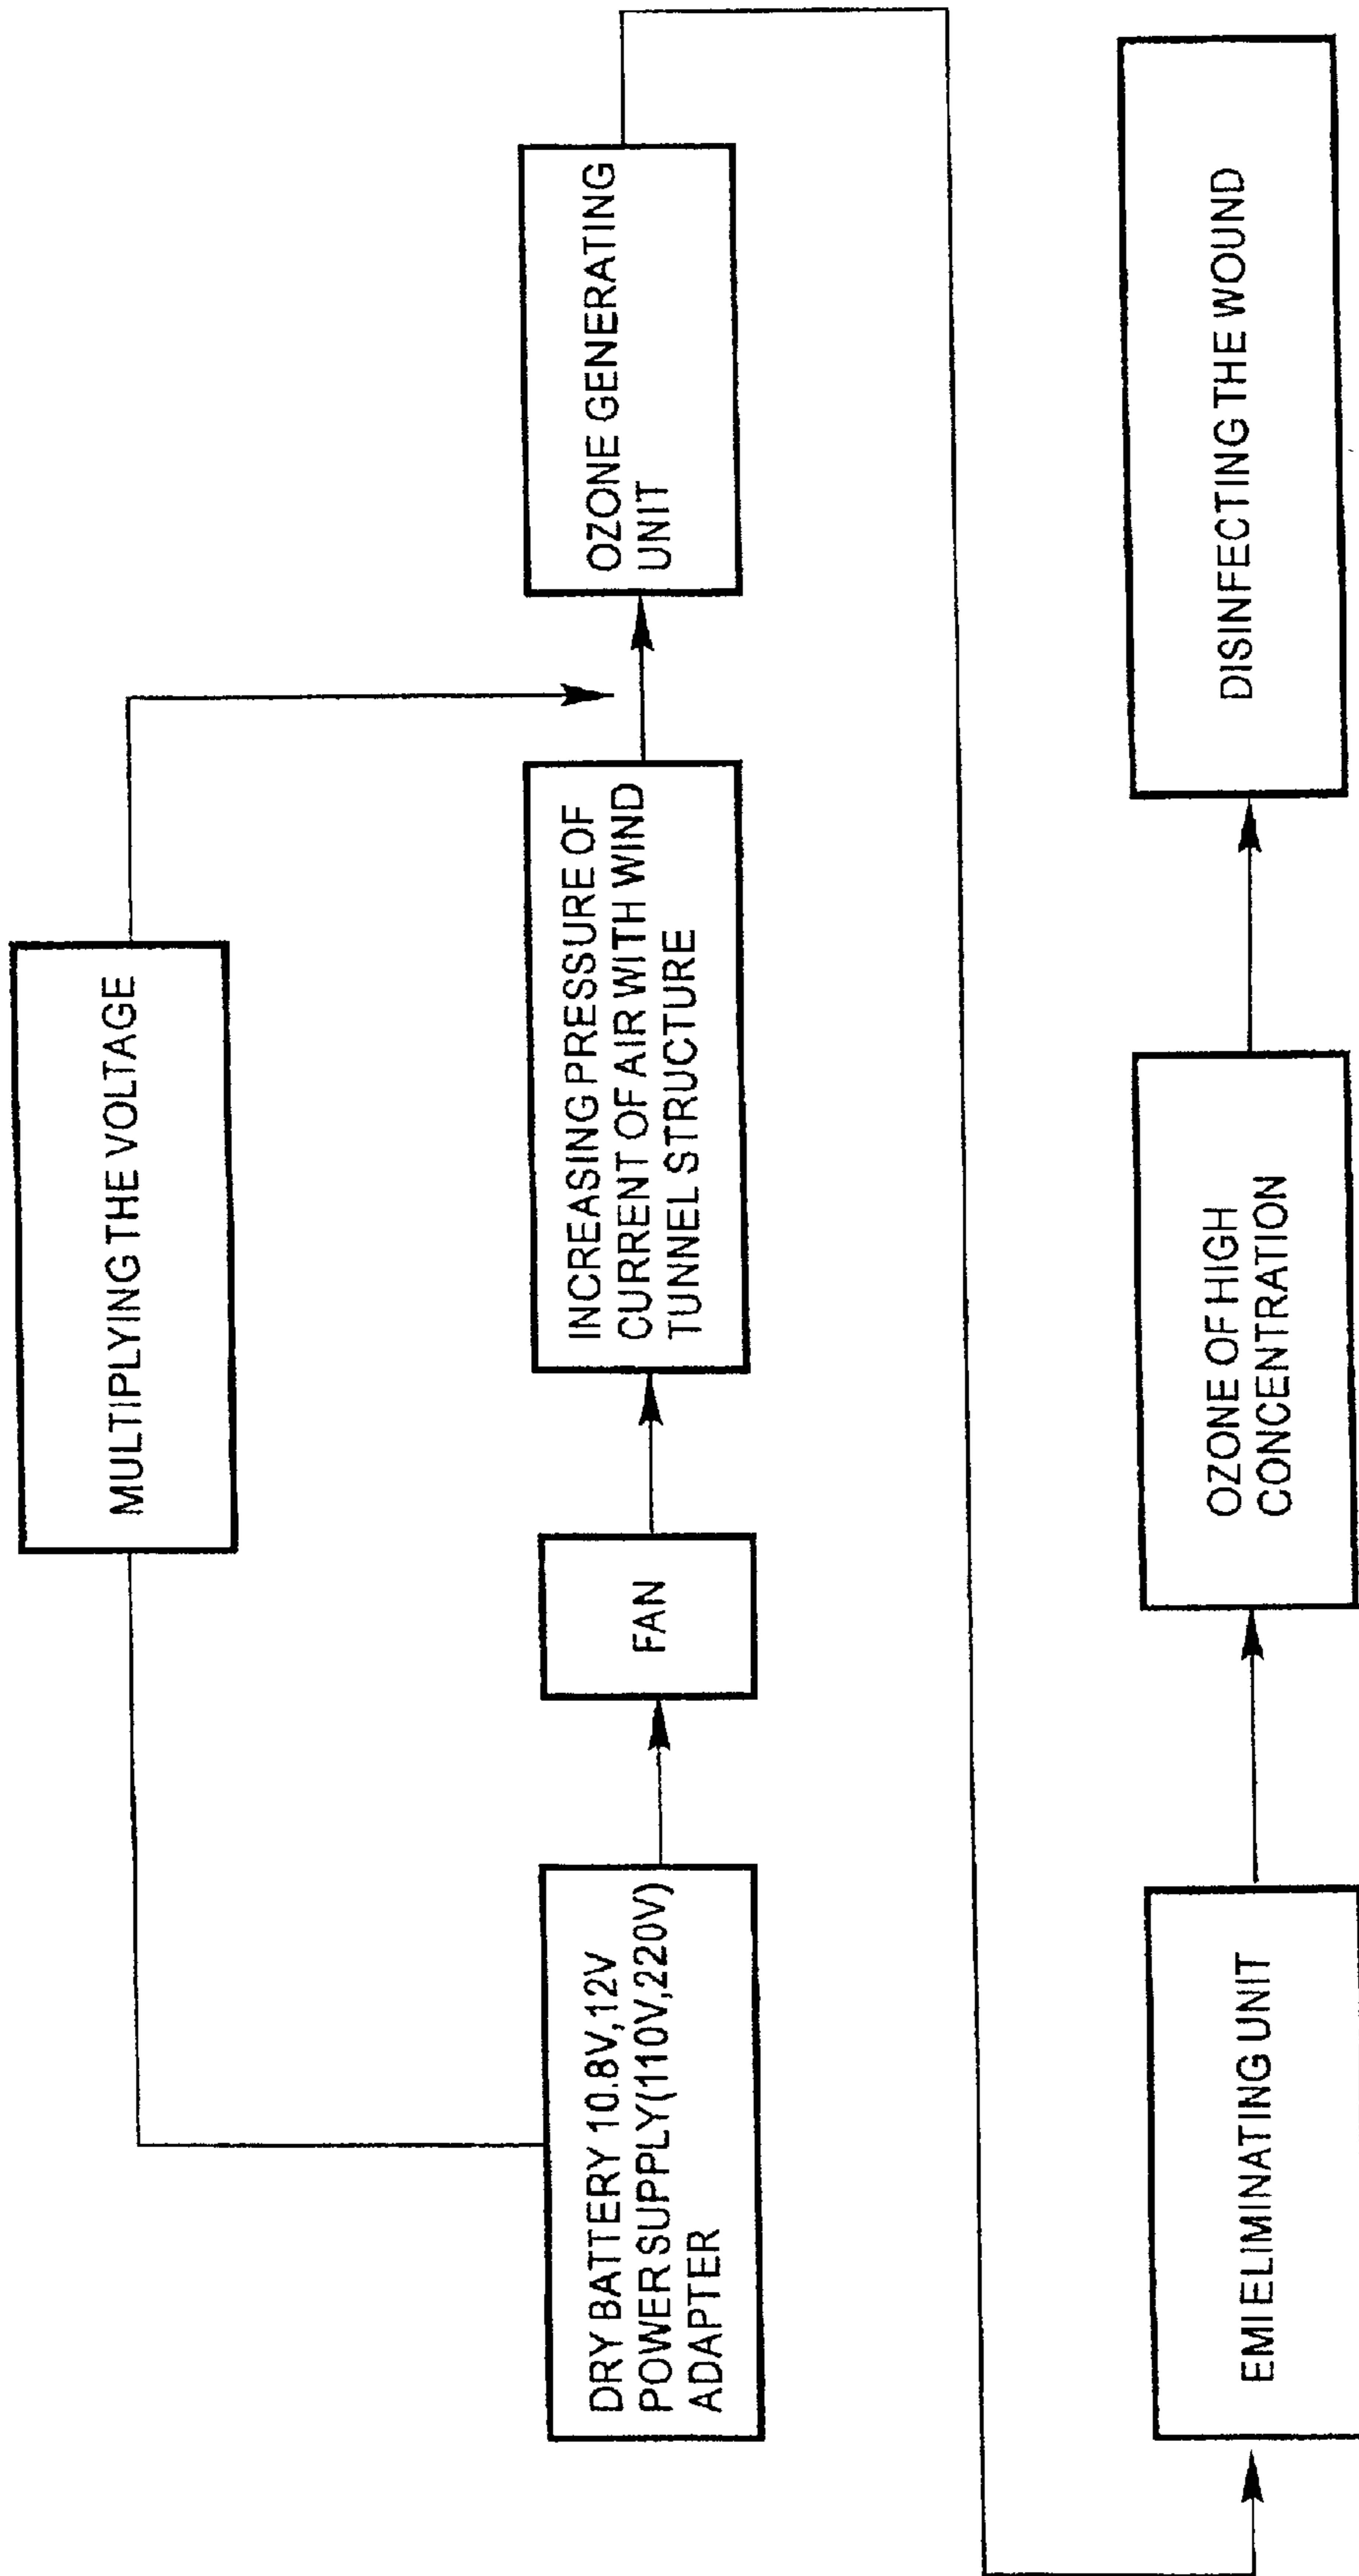 MULTIPLYING THE VOLTAGE
DRY BATTERY 10.8V,12V
POWER SUPPLY(110V,220V)
ADAPTER
FAN
INCREASING PRESSURE OF
CURRENT OF AIR WITH WIND
TUNNEL STRUCTURE
OZONE GENERATING
UNIT
EMI ELIMINATING UNIT
OZONE OF HIGH
CONCENTRATION
DISINFECTING THE WOUND